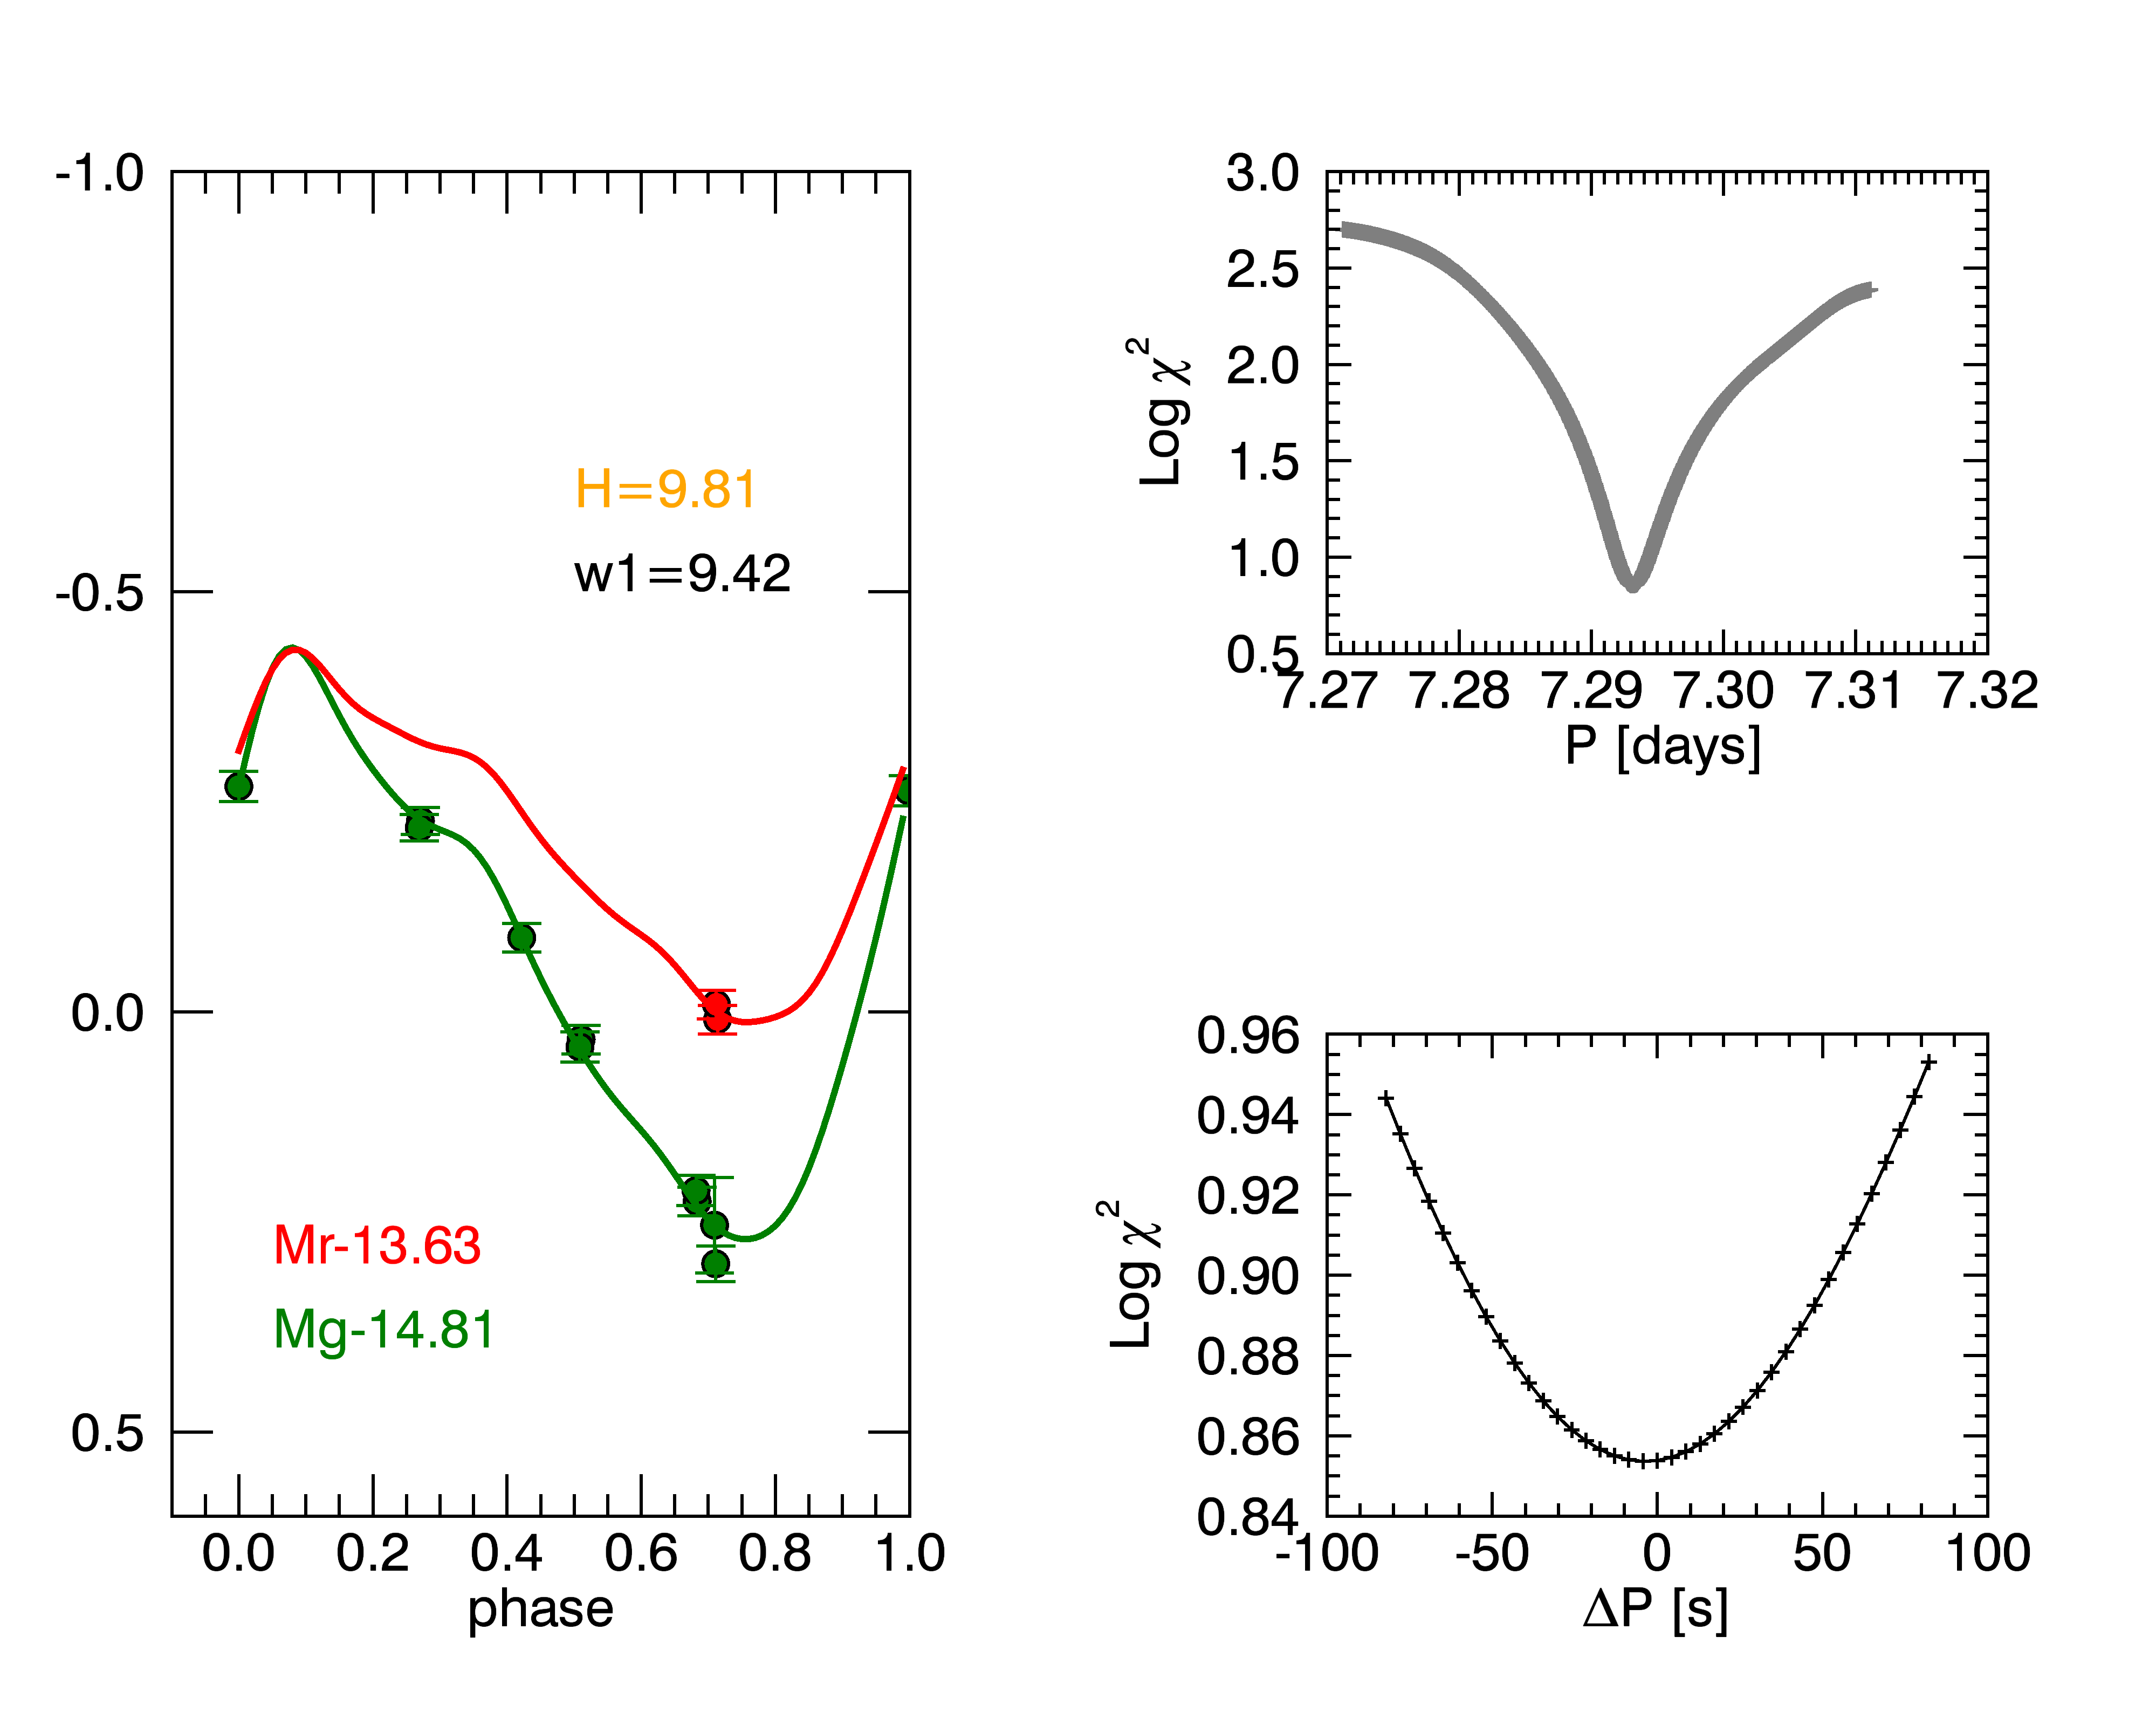 -1.0
-0.5
0.0
0.5
H=9.81
w1=9.42
Mr-13.63
Mg-14.81
0.0 0.2 0.4 0.6 0.8 1.0
phase
3.0
2.5
2.0
1.5
1.0
0.5
Log χ²
7.27 7.28 7.29 7.30 7.31 7.32
P [days]
0.96
0.94
0.92
0.90
0.88
0.86
0.84
Log χ²
-100 -50 0 50 100
ΔP [s]